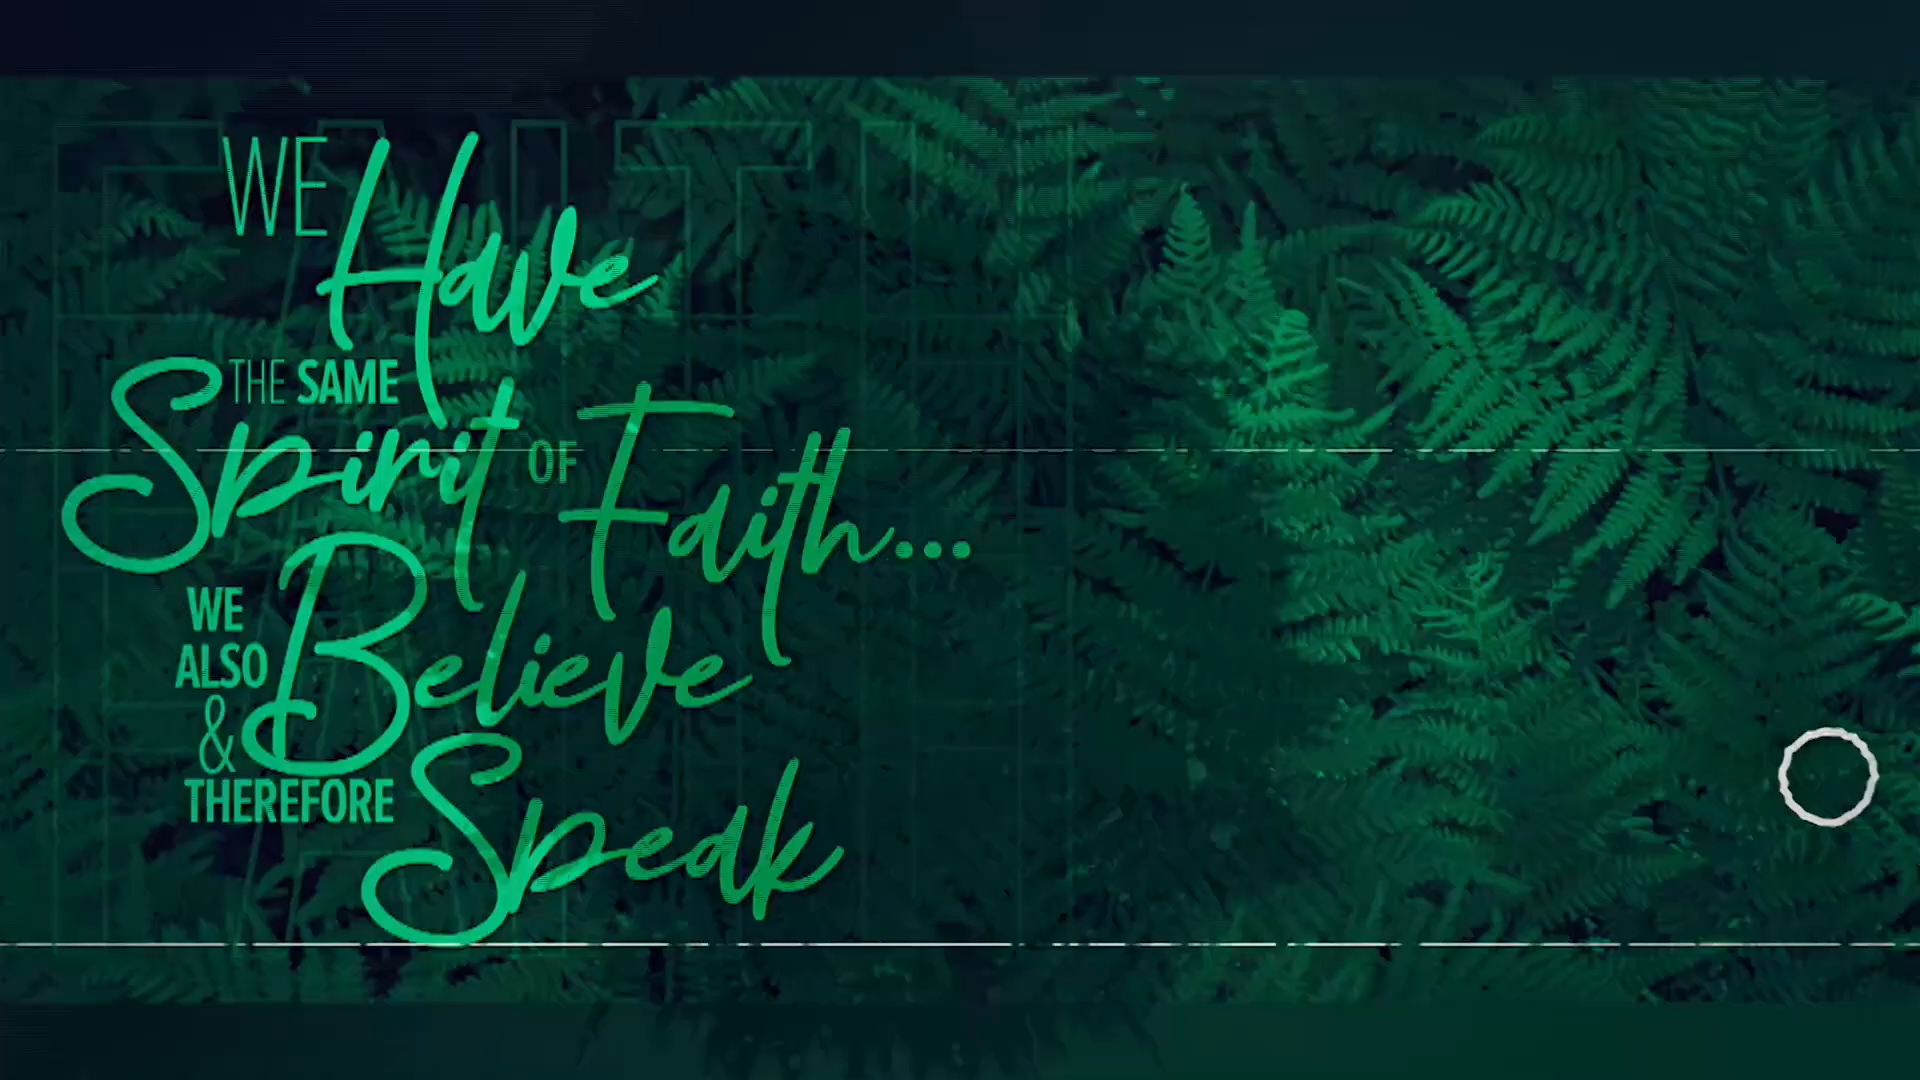 WE Have
THE SAME
Spirit OF Faith...
WE
ALSO
& Believe
THEREFORE
Speak